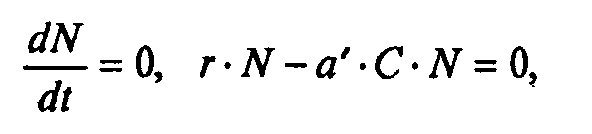 dN/dt = 0, r · N − a′ · C · N = 0,